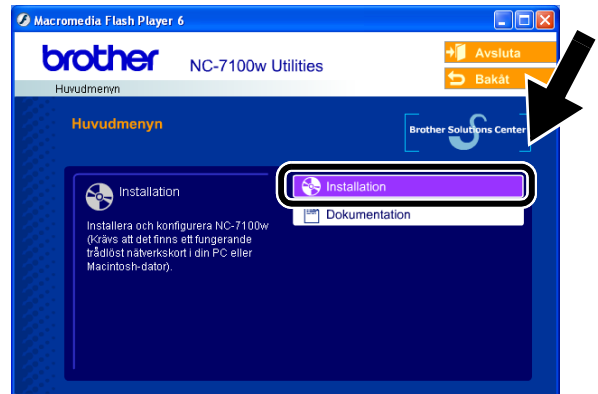 Macromedia Flash Player 6
brother
NC-7100w Utilities
Avsluta
Bakåt
Huvudmenyn
Huvudmenyn
Brother Solutions Center
Installation
Installera och konfigurera NC-7100w
(Krävs att det finns ett fungerande
trådlöst nätverkskort i din PC eller
Macintosh-dator).
Installation
Dokumentation